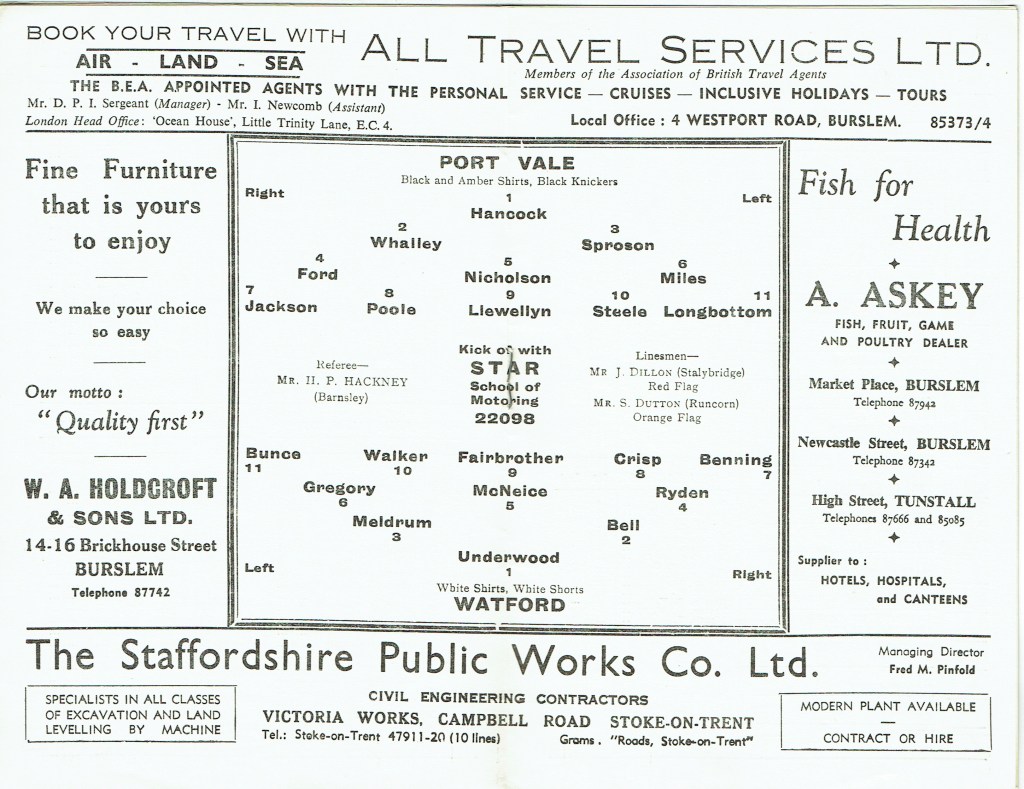 BOOK YOUR TRAVEL WITH
AIR - LAND - SEA
ALL TRAVEL SERVICES LTD.
Members of the Association of British Travel Agents
THE B.E.A. APPOINTED AGENTS WITH THE PERSONAL SERVICE — CRUISES — INCLUSIVE HOLIDAYS — TOURS
Mr. D. P. I. Sergeant (Manager) - Mr. I. Newcomb (Assistant)
London Head Office: 'Ocean House', Little Trinity Lane, E.C. 4.
Local Office : 4 WESTPORT ROAD, BURSLEM. 85373/4
Fine Furniture
that is yours
to enjoy
We make your choice
so easy
Our motto :
"Quality first"
W. A. HOLDCROFT
& SONS LTD.
14-16 Brickhouse Street
BURSLEM
Telephone 87742
PORT VALE
Black and Amber Shirts, Black Knickers
Right
Left
1
Hancock
2
3
Whalley
Sproson
4
5
6
Ford
Nicholson
Miles
7
8
9
10
11
Jackson
Poole
Llewellyn
Steele
Longbottom
Referee—
MR. H. P. HACKNEY
(Barnsley)
Kick of with
STAR
School of
Motoring
22098
Linesmen—
MR J. DILLON (Stalybridge)
Red Flag
MR. S. DUTTON (Runcorn)
Orange Flag
Bunce
Walker
Fairbrother
Crisp
Benning
11
10
9
8
7
Gregory
McNeice
Ryden
6
5
4
Meldrum
Bell
3
2
Underwood
1
Left
Right
White Shirts, White Shorts
WATFORD
Fish for
Health
A. ASKEY
FISH, FRUIT, GAME
AND POULTRY DEALER
Market Place, BURSLEM
Telephone 87942
Newcastle Street, BURSLEM
Telephone 87342
High Street, TUNSTALL
Telephones 87666 and 85085
Supplier to :
HOTELS, HOSPITALS,
and CANTEENS
The Staffordshire Public Works Co. Ltd.
Managing Director
Fred M. Pinfold
SPECIALISTS IN ALL CLASSES
OF EXCAVATION AND LAND
LEVELLING BY MACHINE
CIVIL ENGINEERING CONTRACTORS
VICTORIA WORKS, CAMPBELL ROAD STOKE-ON-TRENT
Tel.: Stoke-on-Trent 47911-20 (10 lines)
Grams. "Roads, Stoke-on-Trent"
MODERN PLANT AVAILABLE
—
CONTRACT OR HIRE